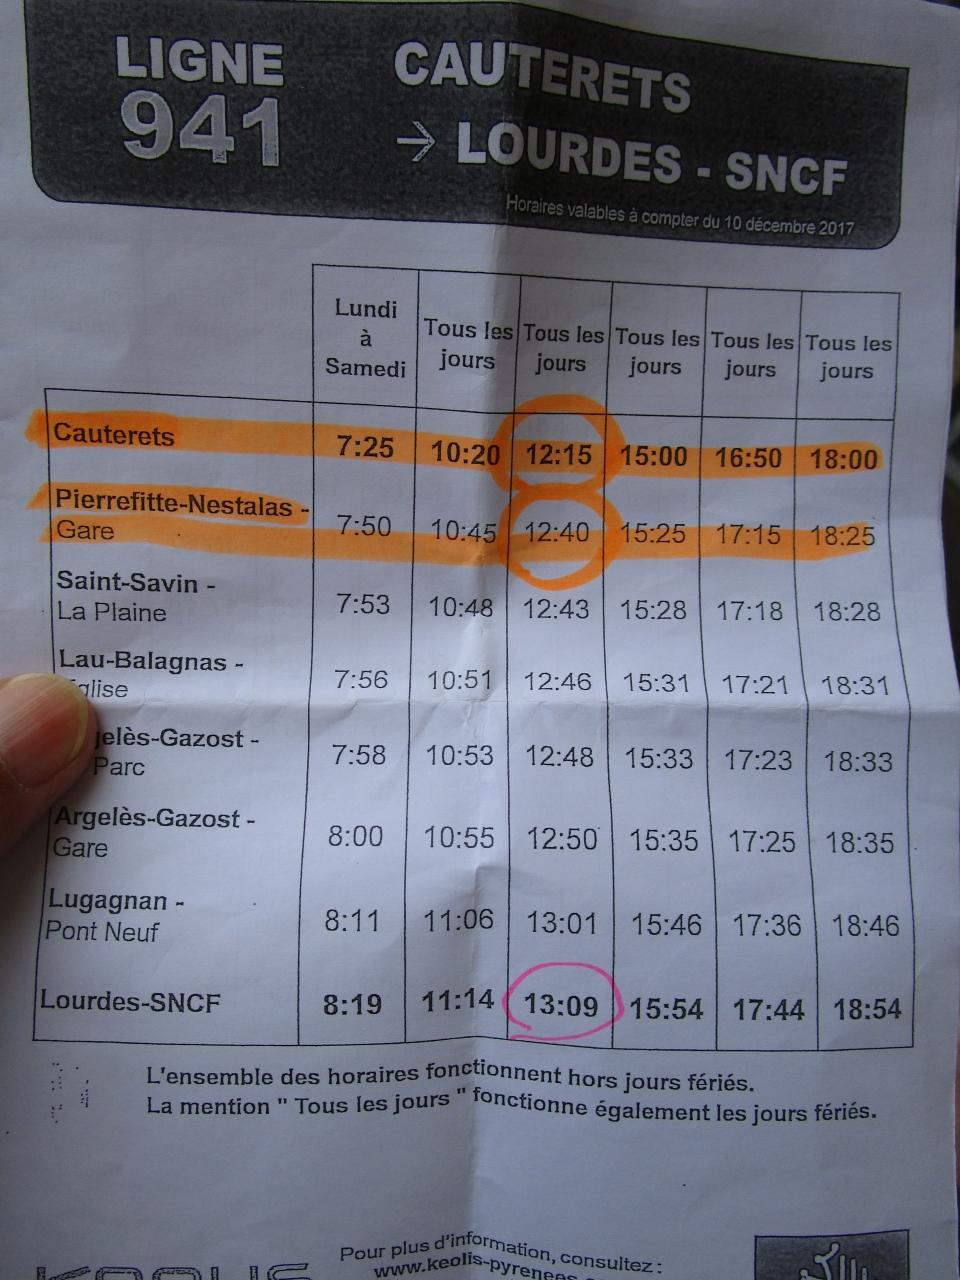 LIGNE
941
CAUTERETS
→ LOURDES - SNCF
Horaires valables à compter du 10 décembre 2017
Lundi à Samedi | Tous les jours | Tous les jours | Tous les jours | Tous les jours | Tous les jours
Cauterets 7:25 10:20 12:15 15:00 16:50 18:00
Pierrefitte-Nestalas -
Gare 7:50 10:45 12:40 15:25 17:15 18:25
Saint-Savin -
La Plaine 7:53 10:48 12:43 15:28 17:18 18:28
Lau-Balagnas -
glise 7:56 10:51 12:46 15:31 17:21 18:31
gelès-Gazost -
Parc 7:58 10:53 12:48 15:33 17:23 18:33
Argelès-Gazost -
Gare 8:00 10:55 12:50 15:35 17:25 18:35
Lugagnan -
Pont Neuf 8:11 11:06 13:01 15:46 17:36 18:46
Lourdes-SNCF 8:19 11:14 13:09 15:54 17:44 18:54
L'ensemble des horaires fonctionnent hors jours fériés.
La mention " Tous les jours " fonctionne également les jours fériés.
Pour plus d'information, consultez :
www.keolis-pyrenees
KEOLIS